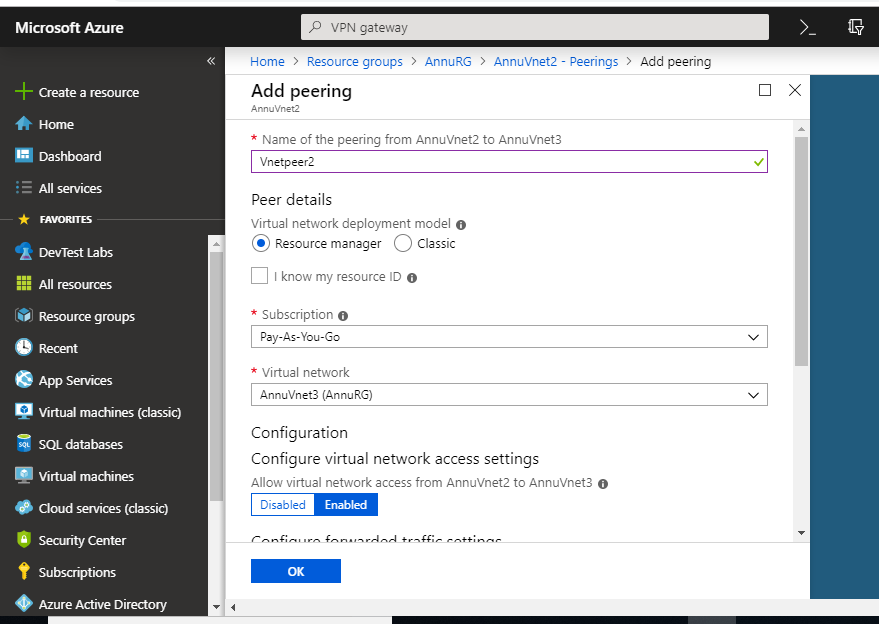 Microsoft Azure
VPN gateway
«
Home > Resource groups > AnnuRG > AnnuVnet2 - Peerings > Add peering
Create a resource
Home
Dashboard
All services
FAVORITES
DevTest Labs
All resources
Resource groups
Recent
App Services
Virtual machines (classic)
SQL databases
Virtual machines
Cloud services (classic)
Security Center
Subscriptions
Azure Active Directory
Add peering
AnnuVnet2
* Name of the peering from AnnuVnet2 to AnnuVnet3
Vnetpeer2
Peer details
Virtual network deployment model
Resource manager Classic
I know my resource ID
* Subscription
Pay-As-You-Go
* Virtual network
AnnuVnet3 (AnnuRG)
Configuration
Configure virtual network access settings
Allow virtual network access from AnnuVnet2 to AnnuVnet3
Disabled Enabled
Configure forwarded traffic settings
OK